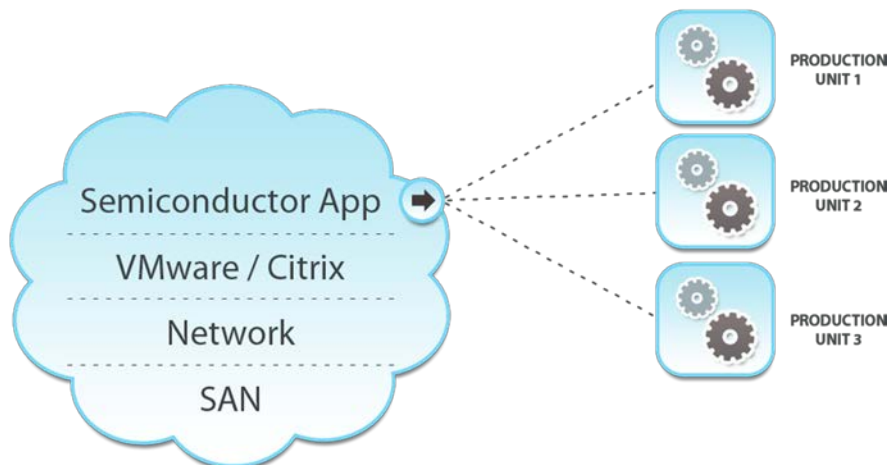 Semiconductor App
VMware / Citrix
Network
SAN
PRODUCTION
UNIT 1
PRODUCTION
UNIT 2
PRODUCTION
UNIT 3